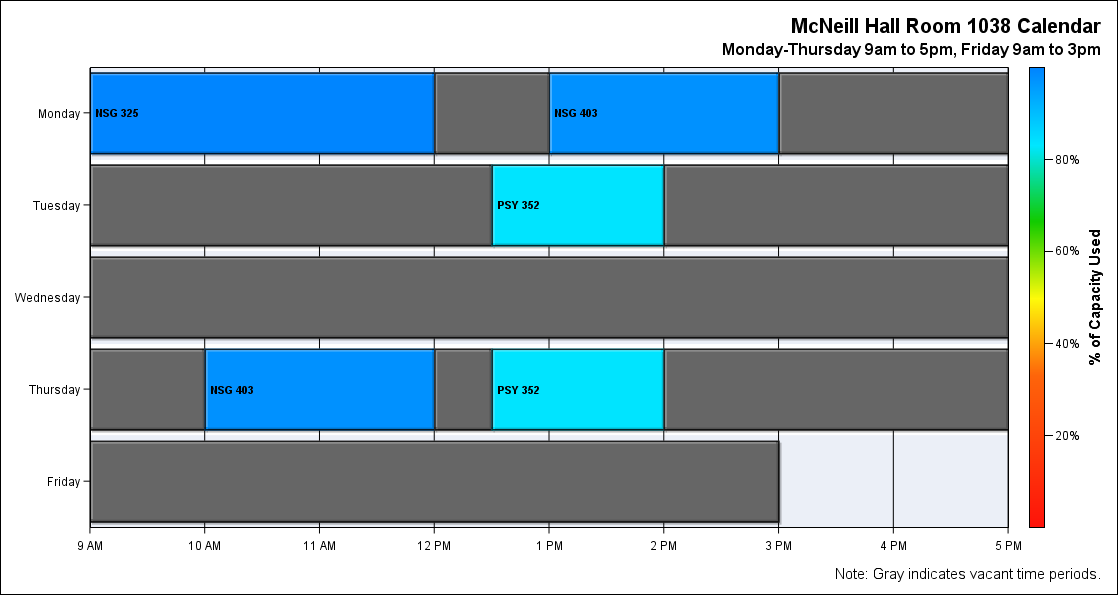 McNeill Hall Room 1038 Calendar
Monday-Thursday 9am to 5pm, Friday 9am to 3pm
Monday
NSG 325
NSG 403
Tuesday
PSY 352
Wednesday
Thursday
NSG 403
PSY 352
Friday
9 AM
10 AM
11 AM
12 PM
1 PM
2 PM
3 PM
4 PM
5 PM
80%
60%
40%
20%
% of Capacity Used
Note: Gray indicates vacant time periods.